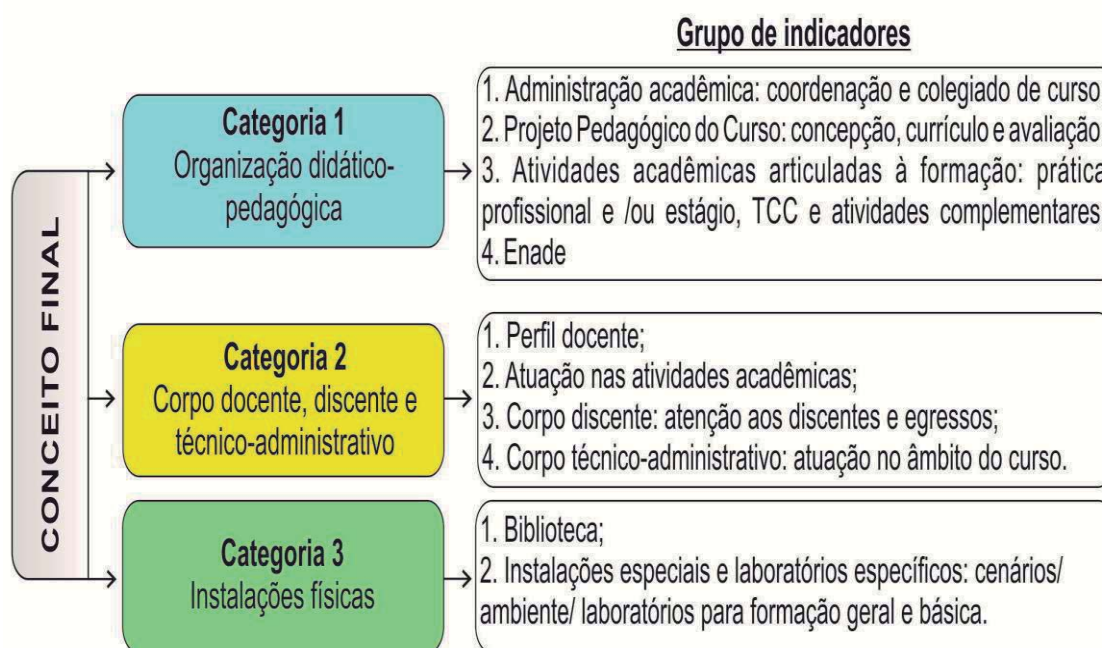 Grupo de indicadores
CONCEITO FINAL
Categoria 1
Organização didático-
pedagógica
1. Administração acadêmica: coordenação e colegiado de curso
2. Projeto Pedagógico do Curso: concepção, currículo e avaliação
3. Atividades acadêmicas articuladas à formação: prática
profissional e /ou estágio, TCC e atividades complementares
4. Enade
Categoria 2
Corpo docente, discente e
técnico-administrativo
1. Perfil docente;
2. Atuação nas atividades acadêmicas;
3. Corpo discente: atenção aos discentes e egressos;
4. Corpo técnico-administrativo: atuação no âmbito do curso.
Categoria 3
Instalações físicas
1. Biblioteca;
2. Instalações especiais e laboratórios específicos: cenários/
ambiente/ laboratórios para formação geral e básica.